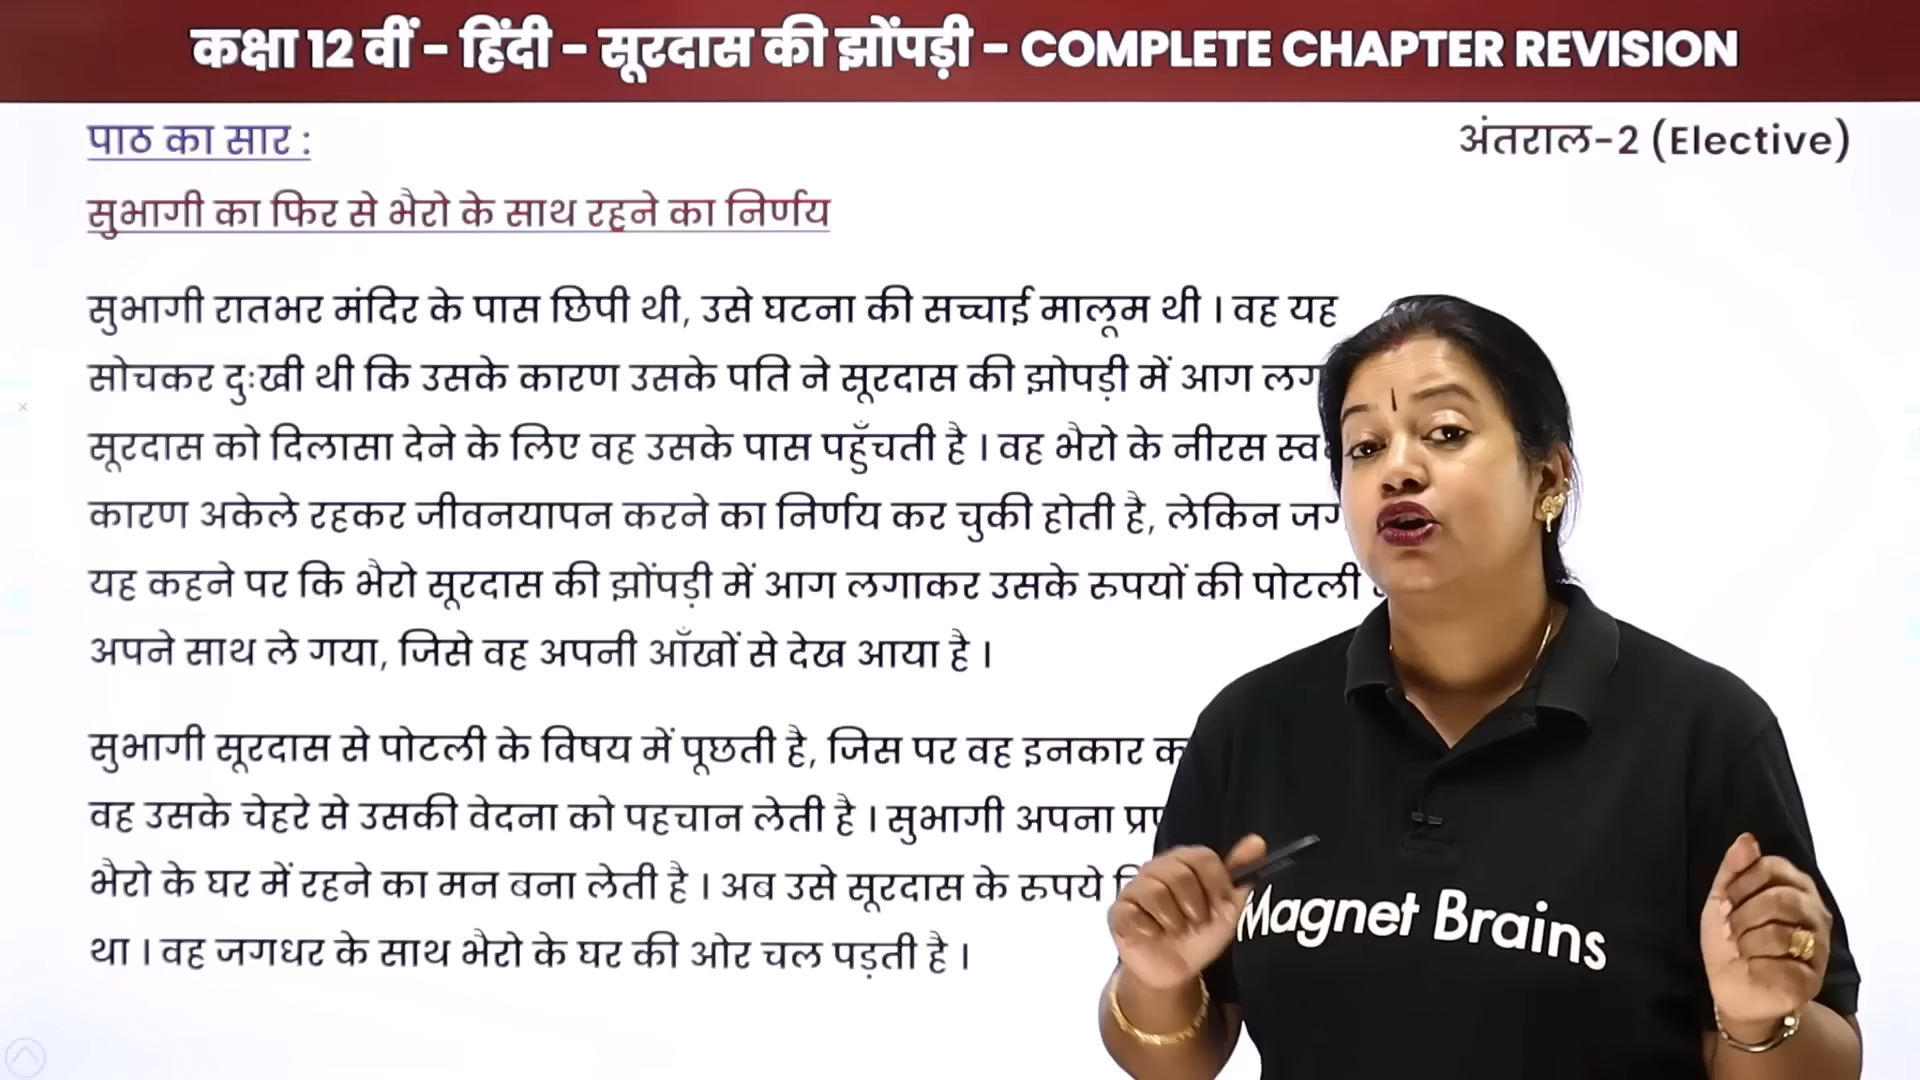 कक्षा 12 वीं - हिंदी - सूरदास की झोंपड़ी - COMPLETE CHAPTER REVISION
पाठ का सार :
अंतराल-2 (Elective)
सुभागी का फिर से भैरो के साथ रहने का निर्णय
सुभागी रातभर मंदिर के पास छिपी थी, उसे घटना की सच्चाई मालूम थी । वह यह
सोचकर दुःखी थी कि उसके कारण उसके पति ने सूरदास की झोपड़ी में आग
सूरदास को दिलासा देने के लिए वह उसके पास पहुँचती है । वह भैरो के नीरस
कारण अकेले रहकर जीवनयापन करने का निर्णय कर चुकी होती है, लेकिन
यह कहने पर कि भैरो सूरदास की झोंपड़ी में आग लगाकर उसके रुपयों की पोटली
अपने साथ ले गया, जिसे वह अपनी आँखों से देख आया है ।
सुभागी सूरदास से पोटली के विषय में पूछती है, जिस पर वह इनकार
वह उसके चेहरे से उसकी वेदना को पहचान लेती है । सुभागी अपना
भैरो के घर में रहने का मन बना लेती है । अब उसे सूरदास के रुपये
था । वह जगधर के साथ भैरो के घर की ओर चल पड़ती है ।
Magnet Brains